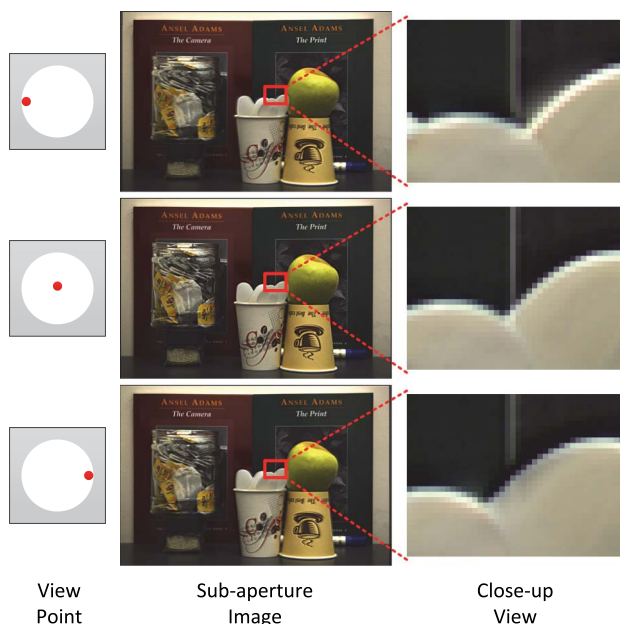 ANSEL ADAMS
ANSEL ADAMS
The Camera
The Print
ANSEL ADAMS
ANSEL ADAMS
The Camera
The Print
ANSEL ADAMS
ANSEL ADAMS
The Camera
The Print
View
Point
Sub-aperture
Image
Close-up
View